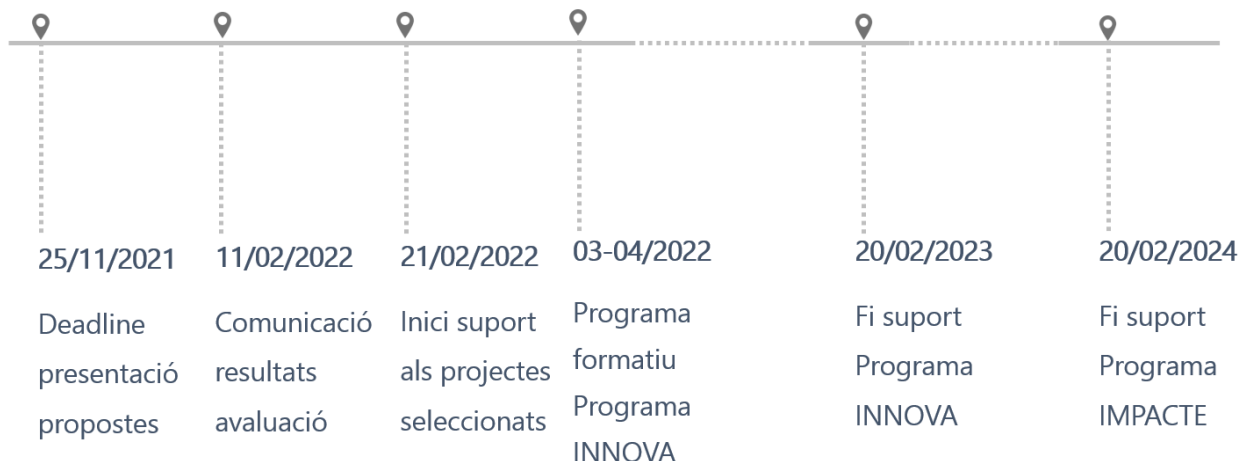 25/11/2021
Deadline
presentació
propostes
11/02/2022
Comunicació
resultats
avaluació
21/02/2022
Inici suport
als projectes
seleccionats
03-04/2022
Programa
formatiu
Programa
INNOVA
20/02/2023
Fi suport
Programa
INNOVA
20/02/2024
Fi suport
Programa
IMPACTE